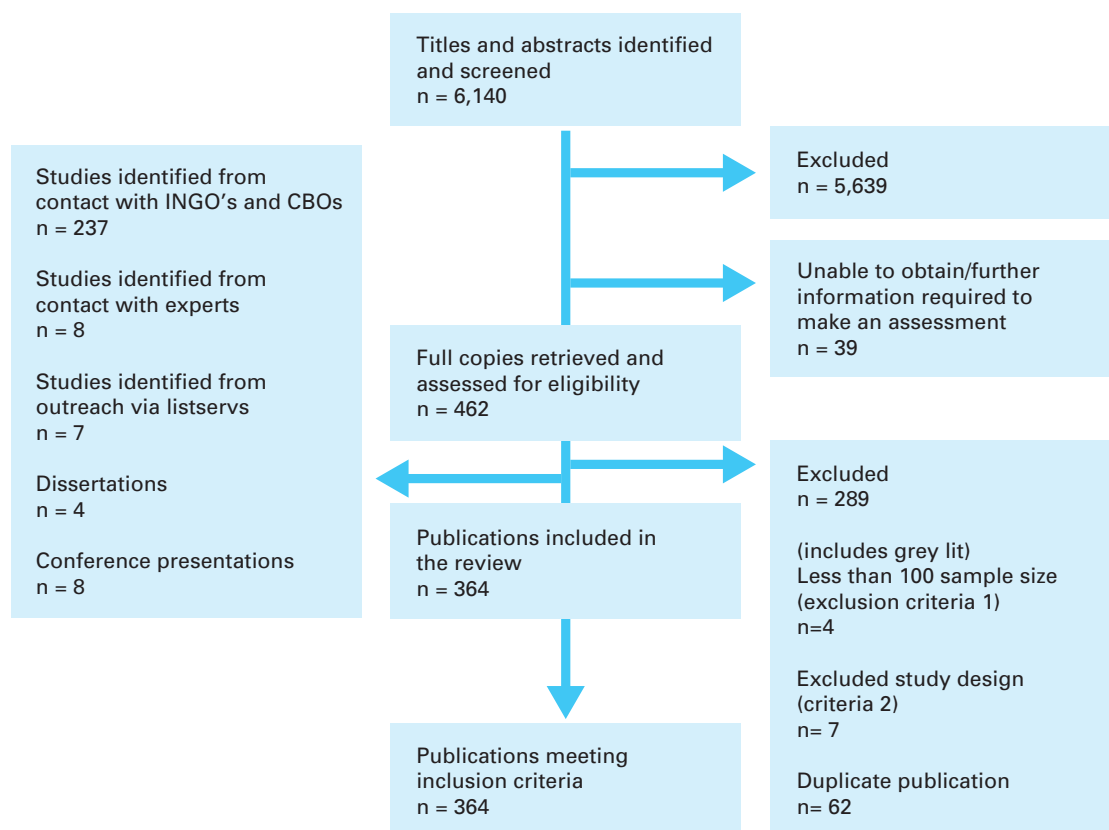 Titles and abstracts identified
and screened
n = 6,140
Excluded
n = 5,639
Unable to obtain/further
information required to
make an assessment
n = 39
Studies identified from
contact with INGO's and CBOs
n = 237
Studies identified from
contact with experts
n = 8
Studies identified from
outreach via listservs
n = 7
Dissertations
n = 4
Conference presentations
n = 8
Full copies retrieved and
assessed for eligibility
n = 462
Excluded
n = 289
(includes grey lit)
Less than 100 sample size
(exclusion criteria 1)
n=4
Excluded study design
(criteria 2)
n= 7
Duplicate publication
n= 62
Publications included in
the review
n = 364
Publications meeting
inclusion criteria
n = 364